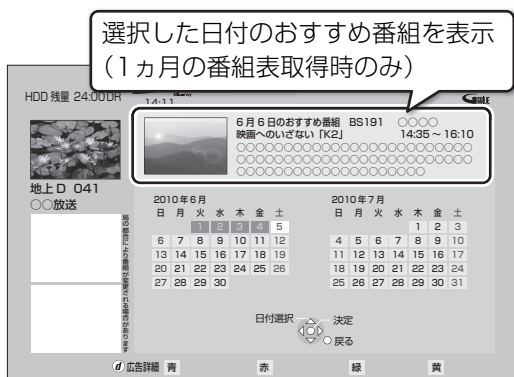 選択した日付のおすすめ番組を表示
(1ヵ月の番組表取得時のみ)
HDD 残量 24:00 DR
14:11
6月6日のおすすめ番組 BS191 ○○○○
映画へのいざない「K2」 14:35～16:10
○○○○○○○○○○○○○○○○○○○○○○
○○○○○○○○○○○○○○○○○○○○○○
○○○○○○○○○○○○○○○○○○
地上D 041
○○放送
局の都合により番組が変更される場合があります
2010年6月
日 月 火 水 木 金 土
1 2 3 4 5
6 7 8 9 10 11 12
13 14 15 16 17 18 19
20 21 22 23 24 25 26
27 28 29 30
2010年7月
日 月 火 水 木 金 土
1 2 3
4 5 6 7 8 9 10
11 12 13 14 15 16 17
18 19 20 21 22 23 24
25 26 27 28 29 30 31
日付選択 決定
戻る
d 広告詳細 青 赤 緑 黄